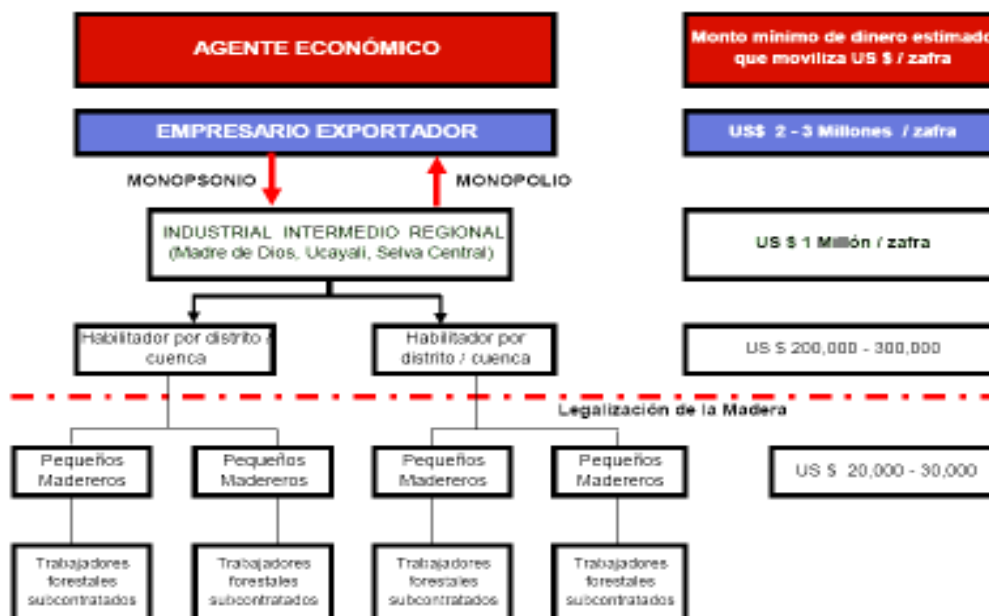 AGENTE ECONÓMICO
Monto mínimo de dinero estimado
que moviliza US $ / zafra
EMPRESARIO EXPORTADOR
US$ 2 - 3 Millones / zafra
MONOPSONIO
MONOPOLIO
INDUSTRIAL INTERMEDIO REGIONAL
(Madre de Dios, Ucayali, Selva Central)
US $ 1 Millón / zafra
Habilitador por distrito /
cuenca
Habilitador por
distrito / cuenca
US $ 200,000 - 300,000
Legalización de la Madera
Pequeños
Madereros
Pequeños
Madereros
Pequeños
Madereros
Pequeños
Madereros
US $ 20,000 - 30,000
Trabajadores
forestales
subcontratados
Trabajadores
forestales
subcontratados
Trabajadores
forestales
subcontratados
Trabajadores
forestales
subcontratados